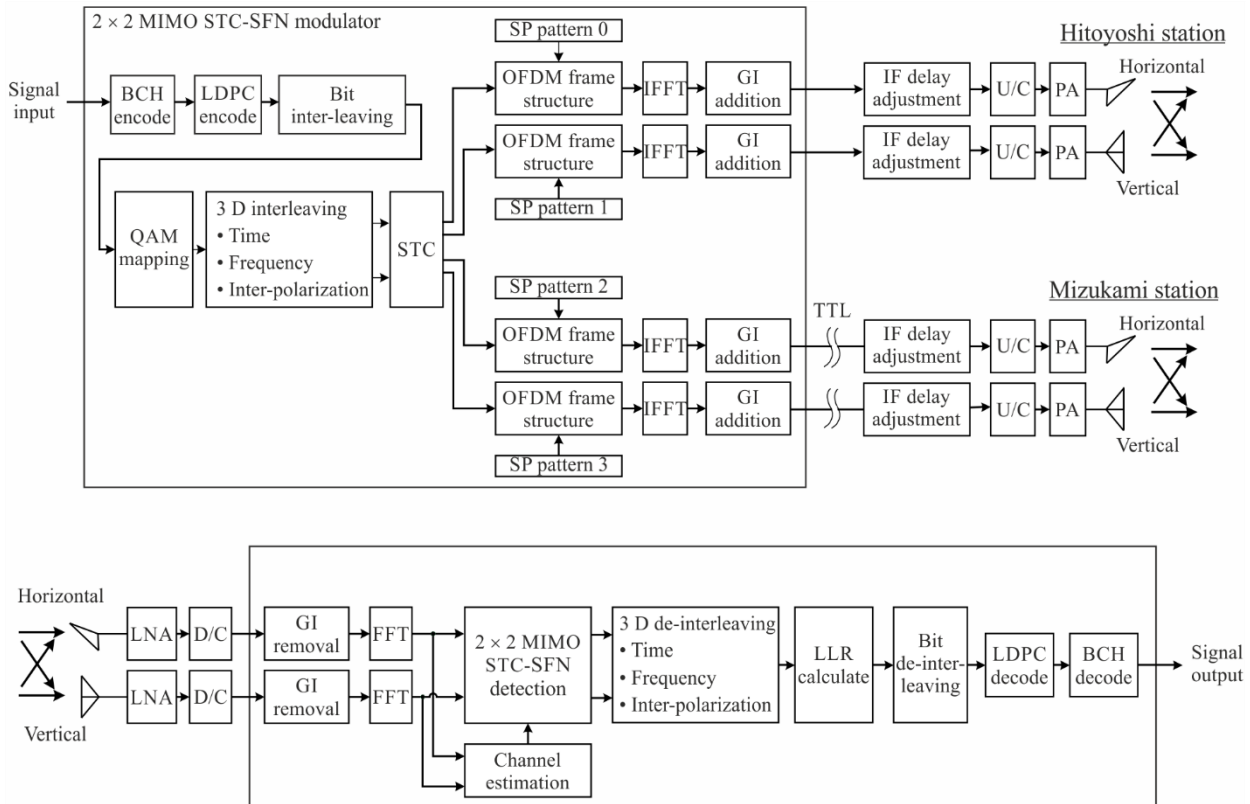 2 × 2 MIMO STC-SFN modulator
Signal
input
BCH
encode
LDPC
encode
Bit
inter-leaving
QAM
mapping
3 D interleaving
• Time
• Frequency
• Inter-polarization
STC
SP pattern 0
OFDM frame
structure
IFFT
GI
addition
IF delay
adjustment
U/C
PA
Hitoyoshi station
Horizontal
OFDM frame
structure
IFFT
GI
addition
IF delay
adjustment
U/C
PA
Vertical
SP pattern 1
SP pattern 2
OFDM frame
structure
IFFT
GI
addition
TTL
IF delay
adjustment
U/C
PA
Mizukami station
Horizontal
OFDM frame
structure
IFFT
GI
addition
IF delay
adjustment
U/C
PA
Vertical
SP pattern 3
Horizontal
LNA
D/C
GI
removal
FFT
Vertical
LNA
D/C
GI
removal
FFT
2 × 2 MIMO
STC-SFN
detection
Channel
estimation
3 D de-interleaving
• Time
• Frequency
• Inter-polarization
LLR
calculate
Bit
de-inter-
leaving
LDPC
decode
BCH
decode
Signal
output